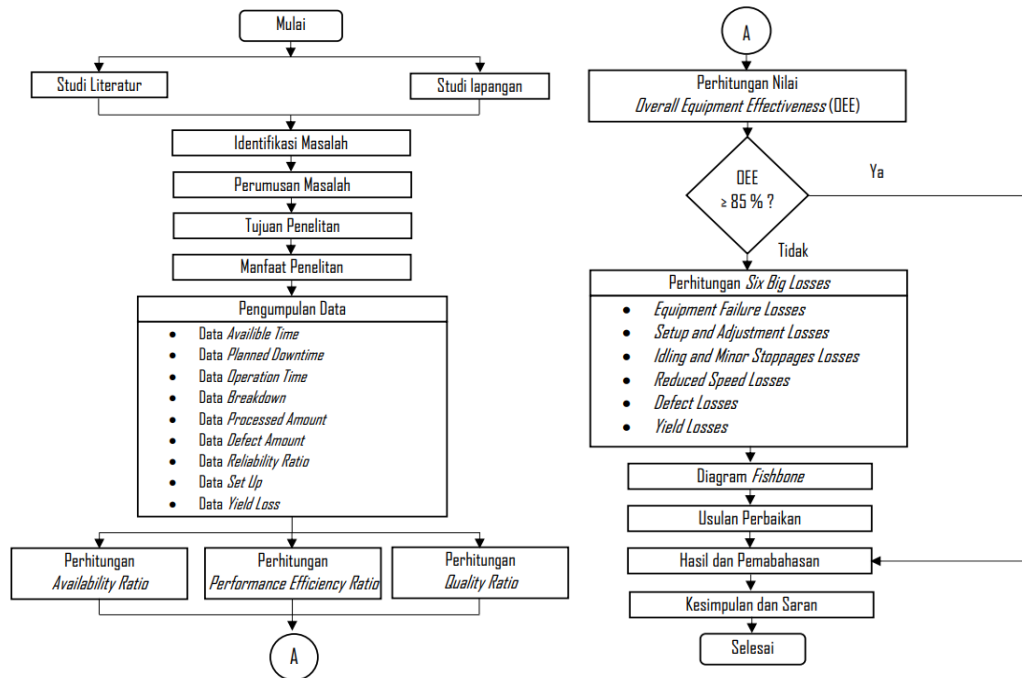 Mulai
Studi Literatur
Studi lapangan
Identifikasi Masalah
Perumusan Masalah
Tujuan Penelitan
Manfaat Penelitan
Pengumpulan Data
● Data Availible Time
● Data Planned Downtime
● Data Operation Time
● Data Breakdown
● Data Processed Amount
● Data Defect Amount
● Data Reliability Ratio
● Data Set Up
● Data Yield Loss
Perhitungan
Availability Ratio
Perhitungan
Performance Efficiency Ratio
Perhitungan
Quality Ratio
A
A
Perhitungan Nilai
Overall Equipment Effectiveness (OEE)
OEE
≥ 85 % ?
Ya
Tidak
Perhitungan Six Big Losses
● Equipment Failure Losses
● Setup and Adjustment Losses
● Idling and Minor Stoppages Losses
● Reduced Speed Losses
● Defect Losses
● Yield Losses
Diagram Fishbone
Usulan Perbaikan
Hasil dan Pemabahasan
Kesimpulan dan Saran
Selesai